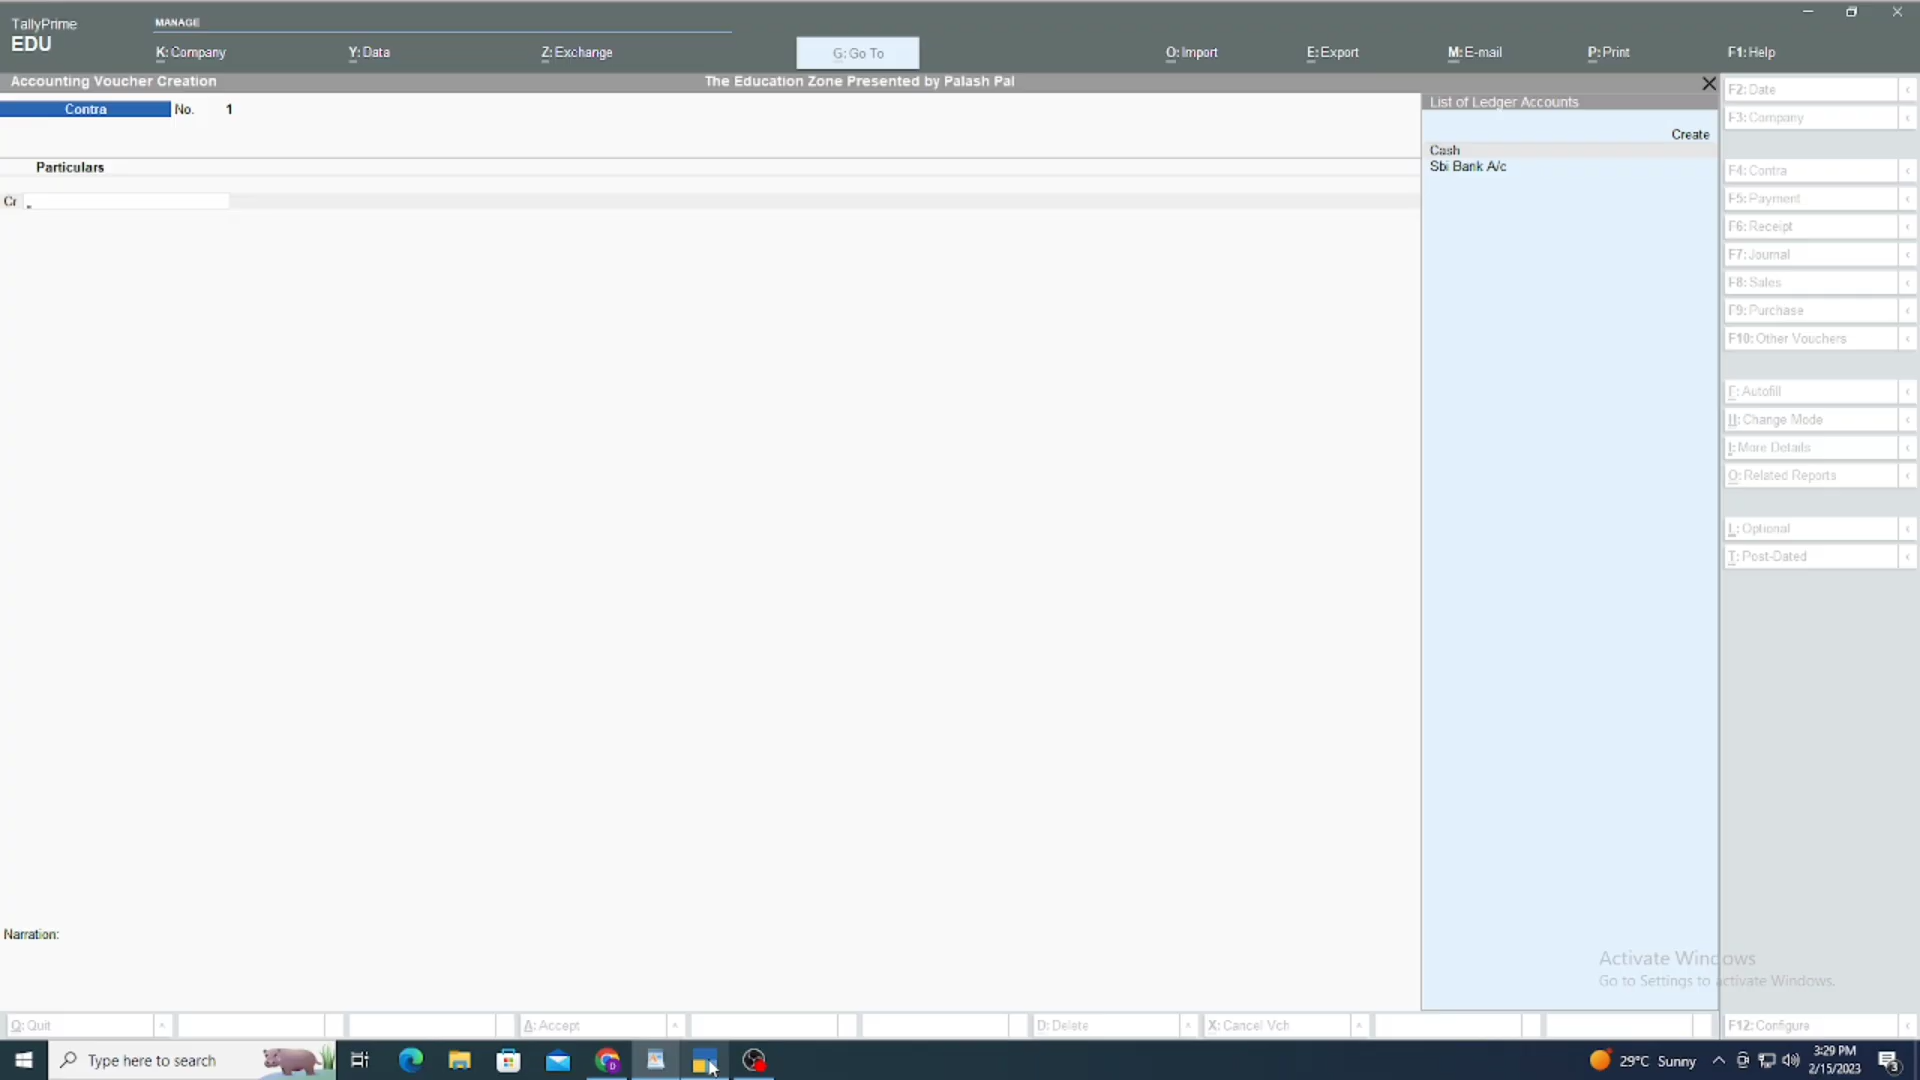 TallyPrime
EDU
MANAGE
K: Company
Y: Data
Z: Exchange
G: Go To
O: Import
E: Export
M: E-mail
P: Print
F1: Help
Accounting Voucher Creation
The Education Zone Presented by Palash Pal
Contra No. 1
Particulars
Cr
List of Ledger Accounts
Create
Cash
Sbi Bank A/c
F2: Date
F3: Company
F4: Contra
F5: Payment
F6: Receipt
F7: Journal
F8: Sales
F9: Purchase
F10: Other Vouchers
F: Autofill
H: Change Mode
I: More Details
O: Related Reports
L: Optional
T: Post-Dated
Narration:
Activate Windows
Go to Settings to activate Windows.
Q: Quit
A: Accept
D: Delete
X: Cancel Vch
F12: Configure
Type here to search
29°C Sunny
3:29 PM
2/15/2023
3